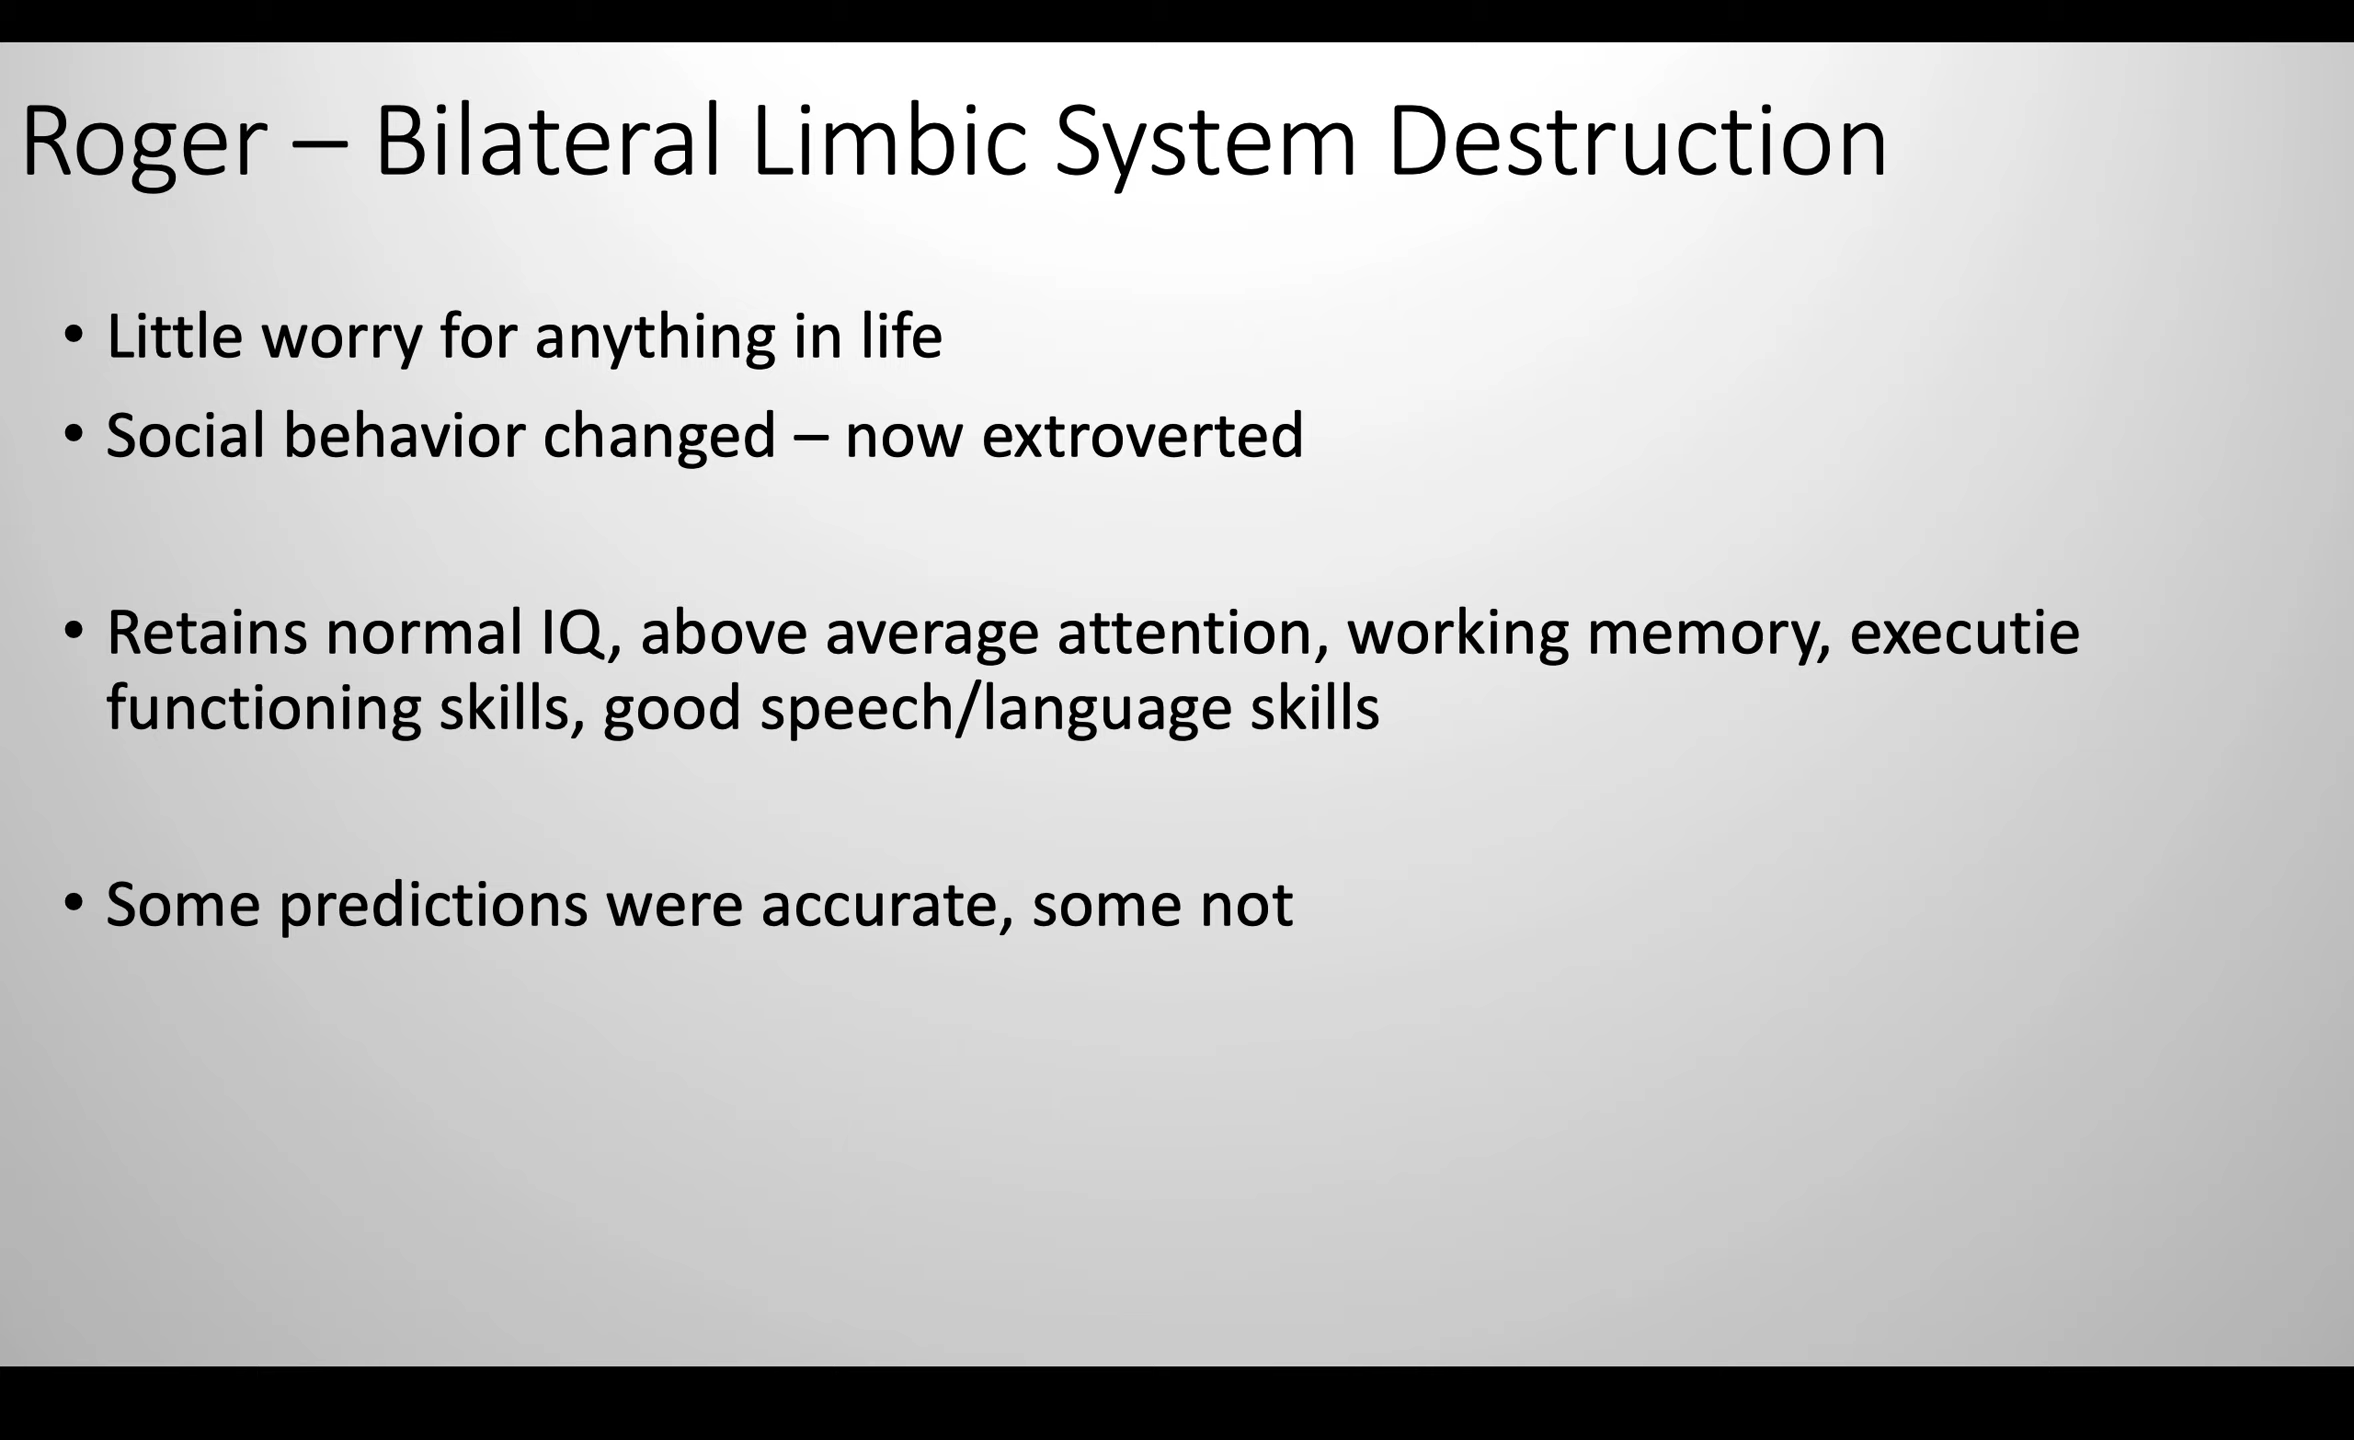 Roger – Bilateral Limbic System Destruction
• Little worry for anything in life
• Social behavior changed – now extroverted
• Retains normal IQ, above average attention, working memory, executie
functioning skills, good speech/language skills
• Some predictions were accurate, some not